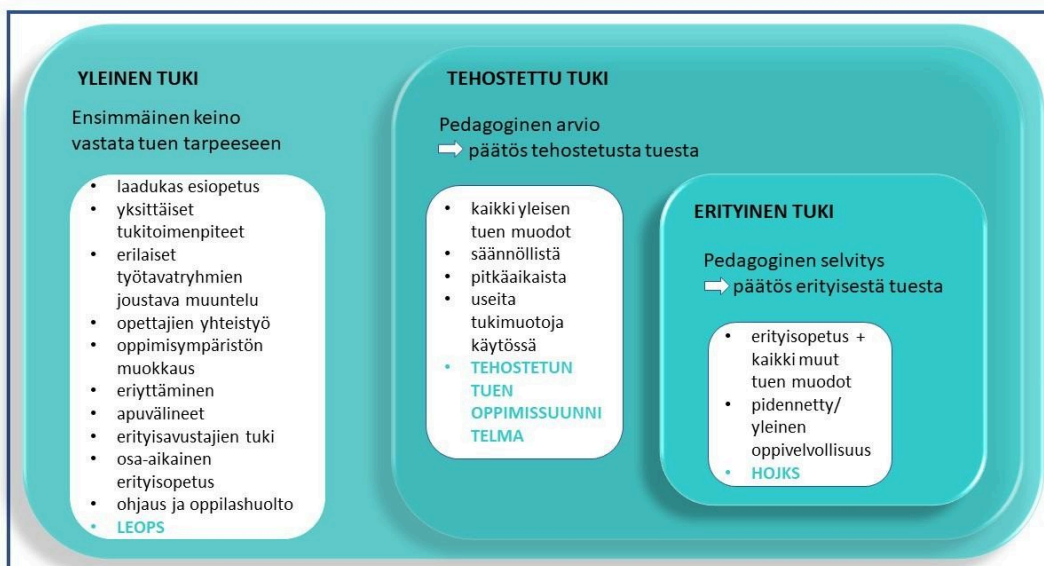 YLEINEN TUKI
Ensimmäinen keino
vastata tuen tarpeeseen
• laadukas esiopetus
• yksittäiset
tukitoimenpiteet
• erilaiset
työtavatryhmien
joustava muuntelu
• opettajien yhteistyö
• oppimisympäristön
muokkaus
• eriyttäminen
• apuvälineet
• erityisavustajien tuki
• osa-aikainen
erityisopetus
• ohjaus ja oppilashuolto
• LEOPS
TEHOSTETTU TUKI
Pedagoginen arvio
päätös tehostetusta tuesta
• kaikki yleisen
tuen muodot
• säännöllistä
• pitkäaikaista
• useita
tukimuotoja
käytössä
• TEHOSTETUN
TUEN
OPPIMISSUUNNI
TELMA
ERITYINEN TUKI
Pedagoginen selvitys
päätös erityisestä tuesta
• erityisopetus +
kaikki muut
tuen muodot
• pidennetty/
yleinen
oppivelvollisuus
• HOJKS